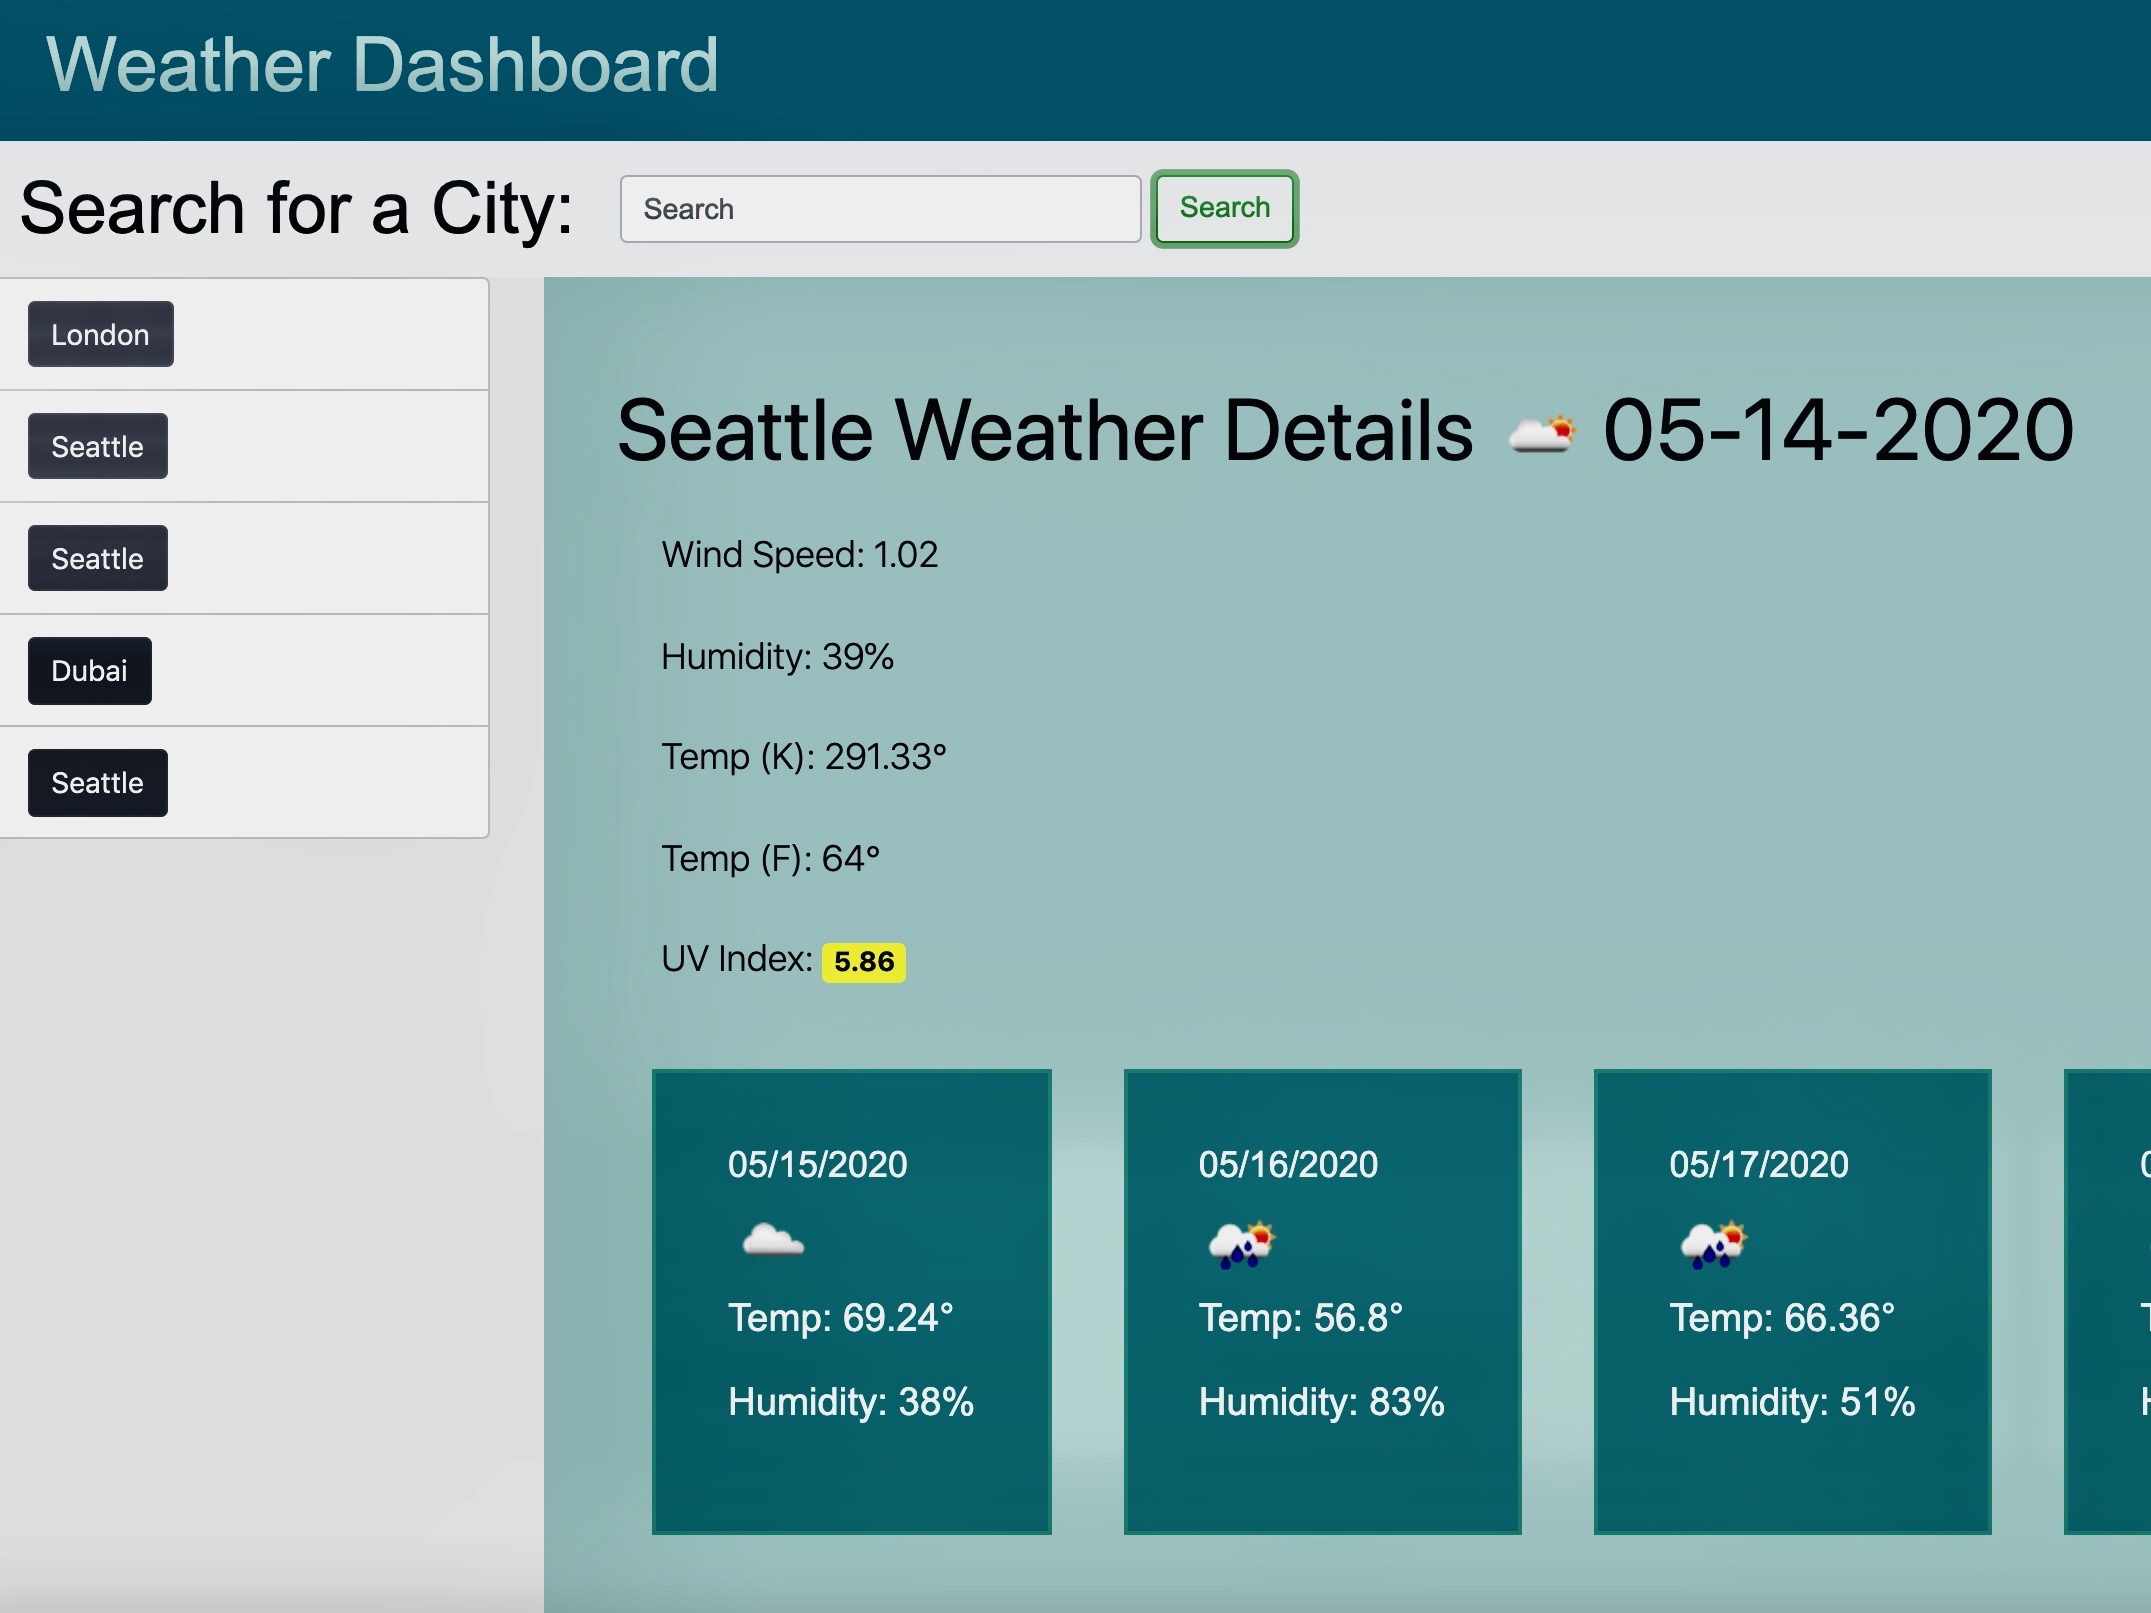 Weather Dashboard
Search for a City: Search Search
London
Seattle
Seattle
Dubai
Seattle
Seattle Weather Details 05-14-2020
Wind Speed: 1.02
Humidity: 39%
Temp (K): 291.33°
Temp (F): 64°
UV Index: 5.86
05/15/2020
Temp: 69.24°
Humidity: 38%
05/16/2020
Temp: 56.8°
Humidity: 83%
05/17/2020
Temp: 66.36°
Humidity: 51%